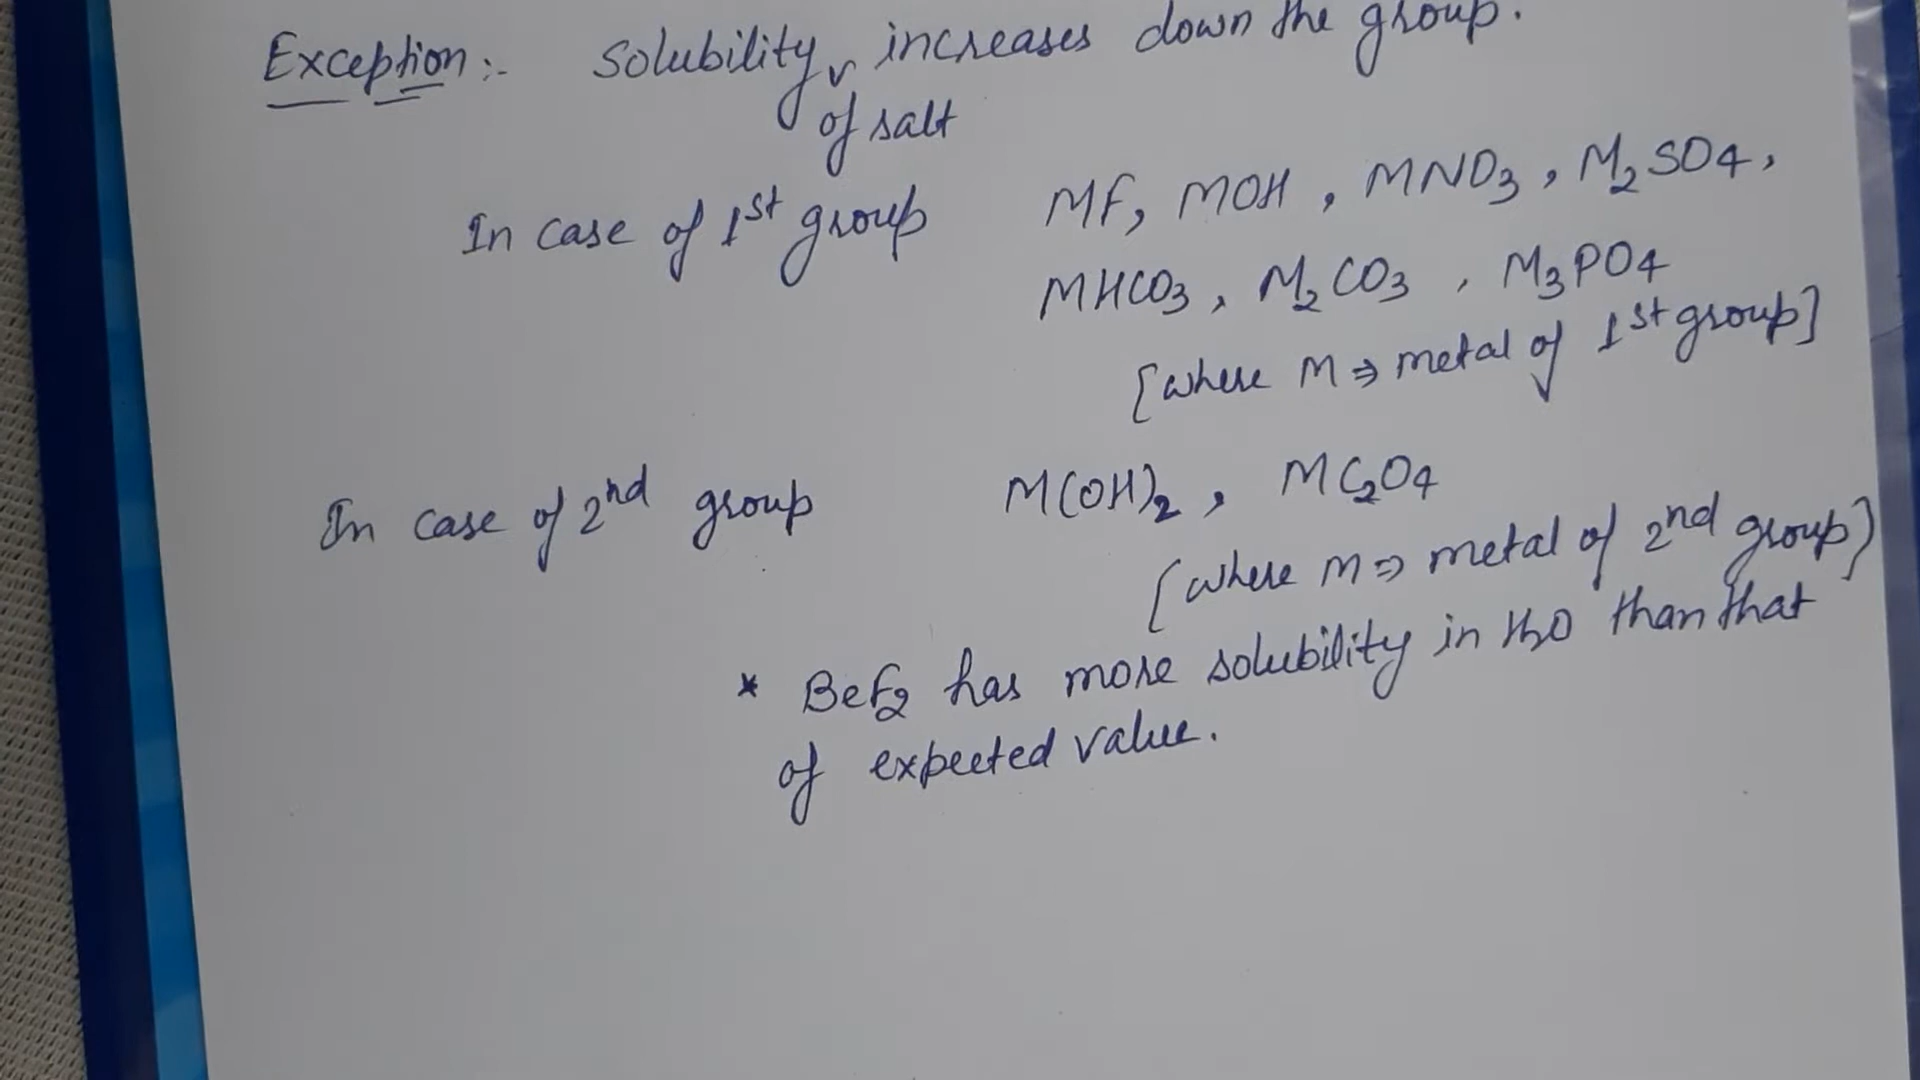 Exception :- Solubility of salt increases down the group.
In case of 1st group MF, MOH, MNO3, M2SO4,
MHCO3, M2CO3, M3PO4
[where M ⇒ metal of 1st group]
In case of 2nd group M(OH)2, MC2O4
[where M ⇒ metal of 2nd group]
* BeF2 has more solubility in H2O than that
of expected value.